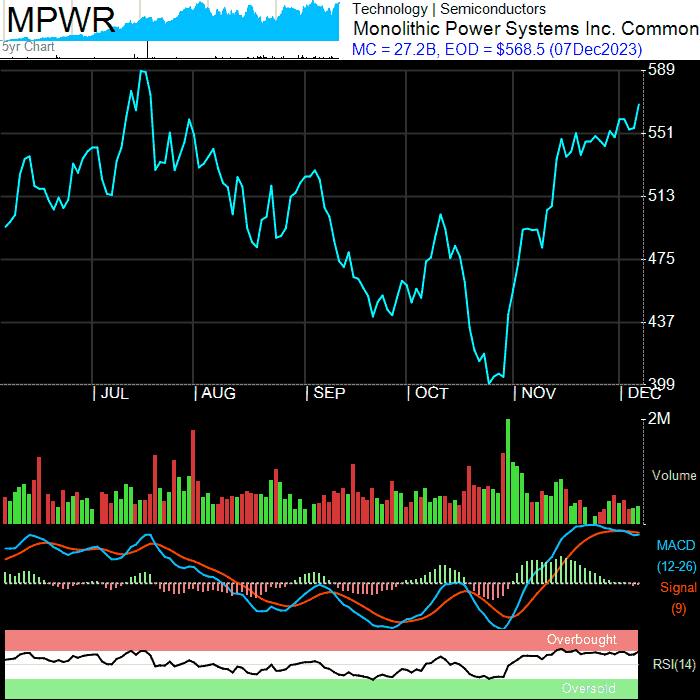 MPWR
5yr Chart
Technology | Semiconductors
Monolithic Power Systems Inc. Common
MC = 27.2B, EOD = $568.5 (07Dec2023)
589
551
513
475
437
399
JUL
AUG
SEP
OCT
NOV
DEC
2M
Volume
MACD
(12-26)
Signal
(9)
Overbought
RSI(14)
Oversold